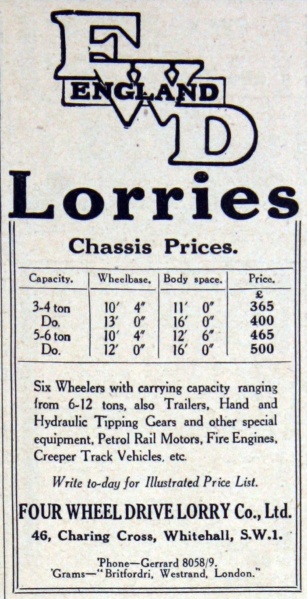 FWD
ENGLAND
Lorries
Chassis Prices.
Capacity. Wheelbase. Body space. Price.
£
3-4 ton 10' 4" 11' 0" 365
Do. 13' 0" 16' 0" 400
5-6 ton 10' 4" 12' 6" 465
Do. 12' 0" 16' 0" 500
Six Wheelers with carrying capacity ranging
from 6-12 tons, also Trailers, Hand and
Hydraulic Tipping Gears and other special
equipment, Petrol Rail Motors, Fire Engines,
Creeper Track Vehicles, etc.
Write to-day for Illustrated Price List.
FOUR WHEEL DRIVE LORRY Co., Ltd.
46, Charing Cross, Whitehall, S.W.1.
'Phone—Gerrard 8058/9.
'Grams—"Britfordri, Westrand, London."